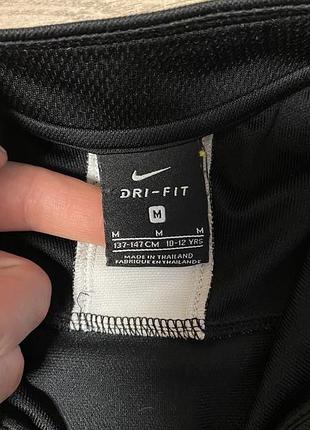 DRI-FIT
M
M M M
137-147CM 10-12 YRS
MADE IN THAILAND
FABRIQUÉ EN THAÏLANDE